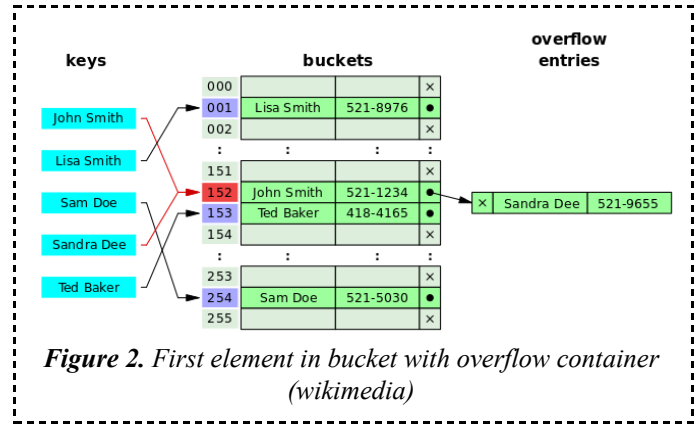 keys
buckets
overflow
entries
John Smith
Lisa Smith
Sam Doe
Sandra Dee
Ted Baker
000 ×
001 Lisa Smith 521-8976 ●
002 ×
: : : :
151 ×
152 John Smith 521-1234 ●
153 Ted Baker 418-4165 ●
154 ×
: : : :
253 ×
254 Sam Doe 521-5030 ●
255 ×
× Sandra Dee 521-9655
Figure 2. First element in bucket with overflow container
(wikimedia)